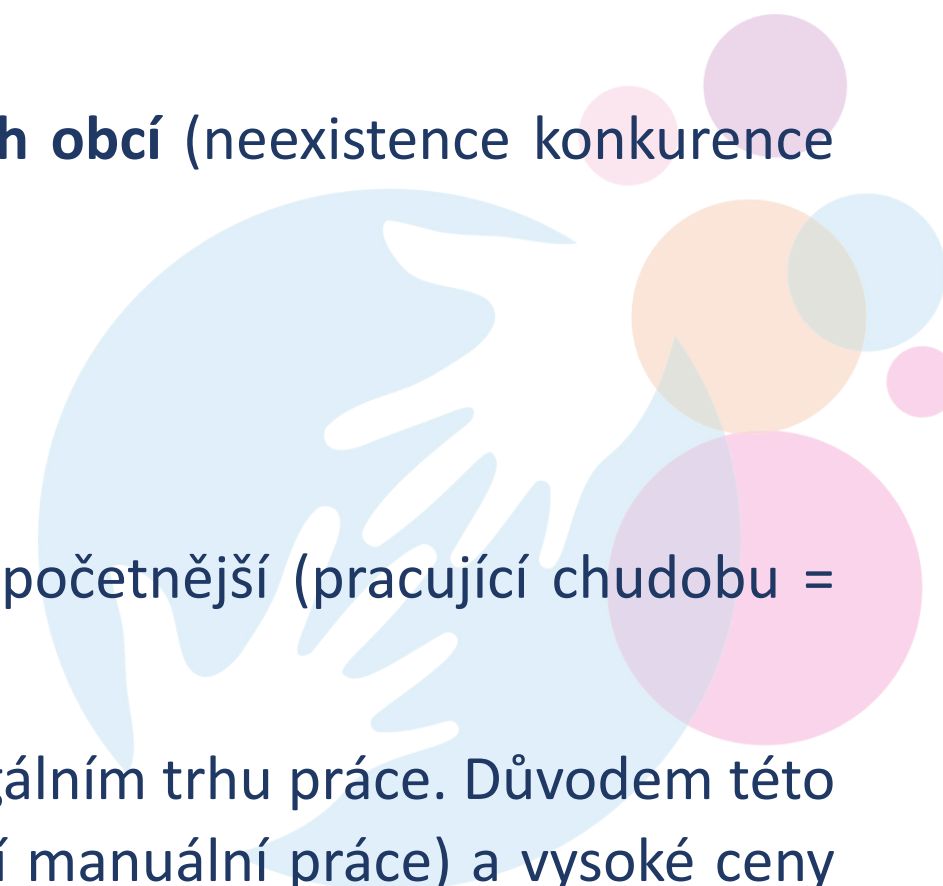 h obcí (neexistence konkurence
početnější (pracující chudobu =
gálním trhu práce. Důvodem této
í manuální práce) a vysoké ceny